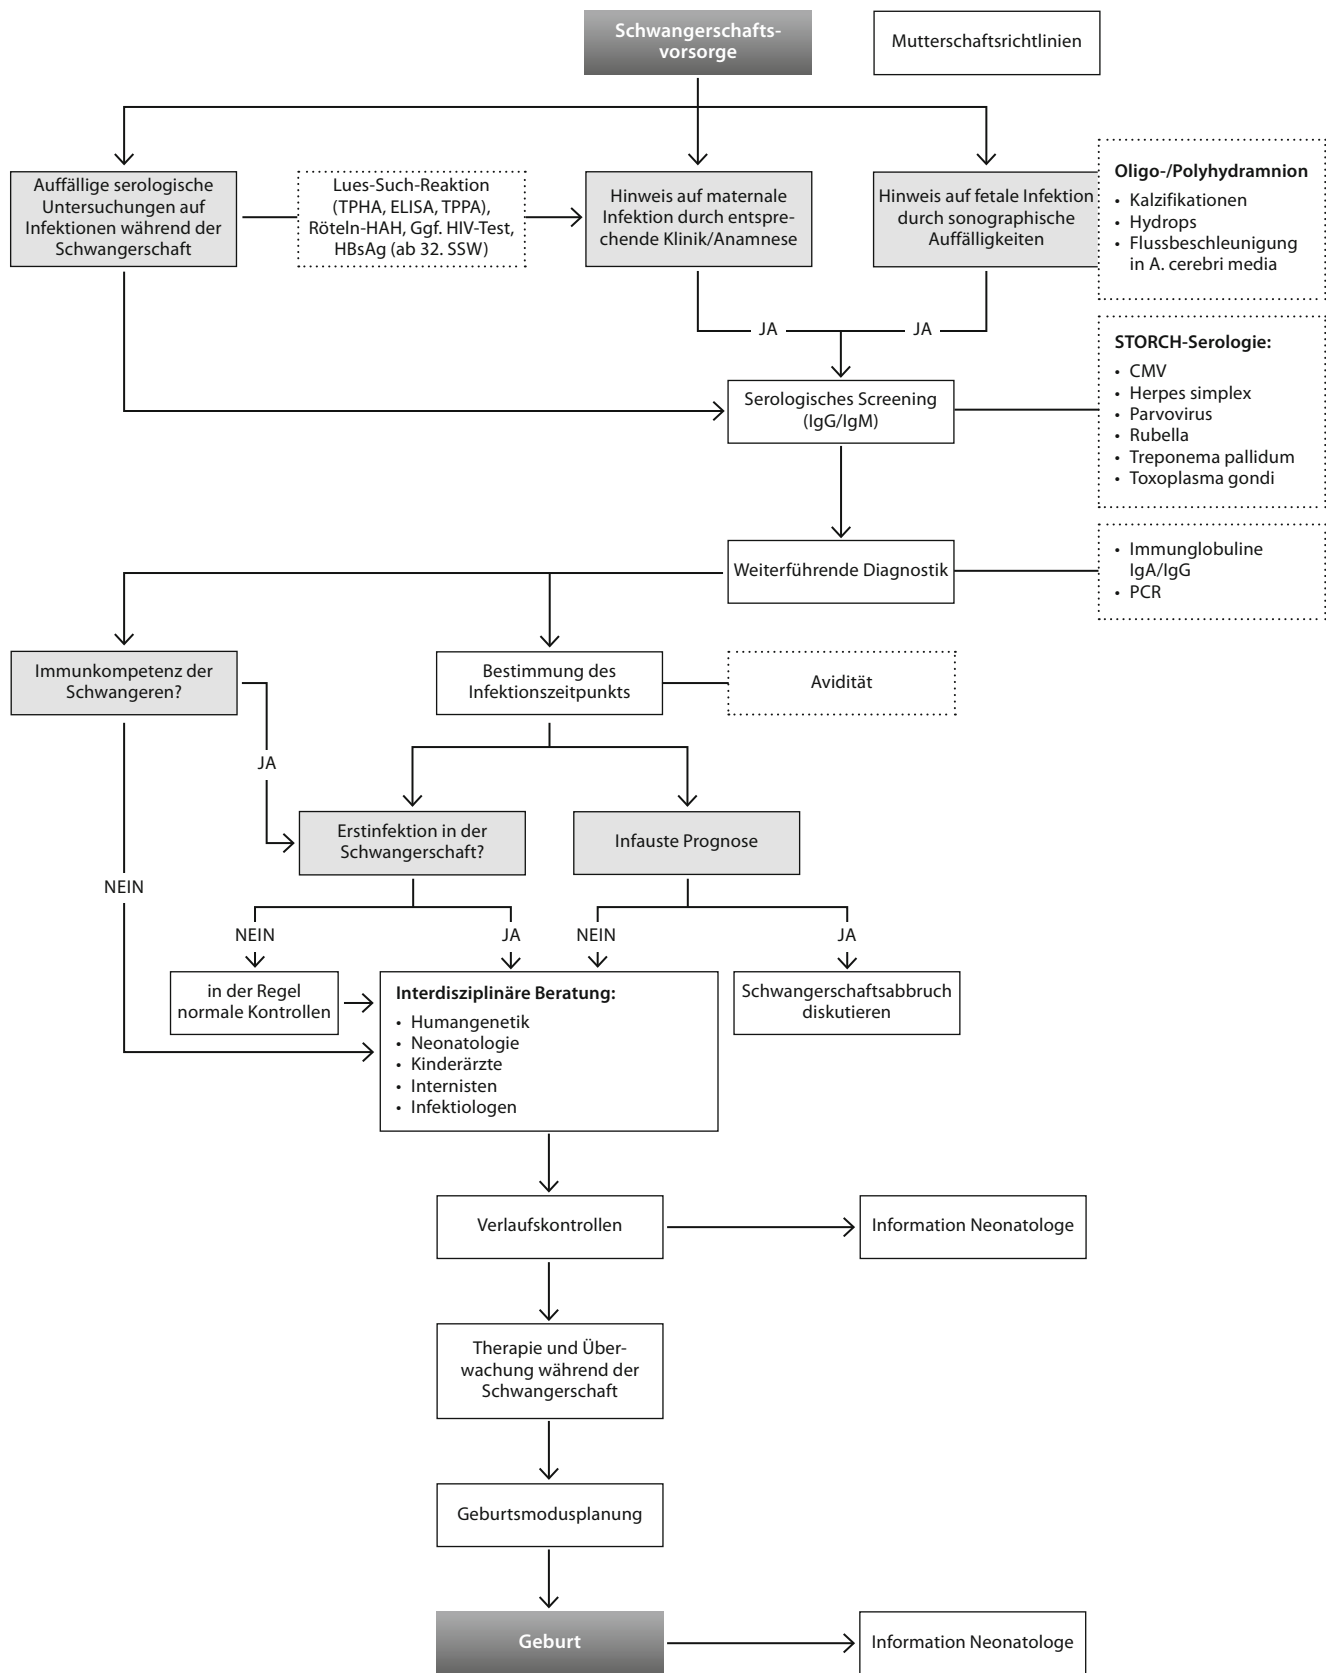 Schwangerschafts-
vorsorge
Mutterschaftsrichtlinien
Auffällige serologische
Untersuchungen auf
Infektionen während der
Schwangerschaft
Lues-Such-Reaktion
(TPHA, ELISA, TPPA),
Röteln-HAH, Ggf. HIV-Test,
HBsAg (ab 32. SSW)
Hinweis auf maternale
Infektion durch entspre-
chende Klinik/Anamnese
Hinweis auf fetale Infektion
durch sonographische
Auffälligkeiten
Oligo-/Polyhydramnion
• Kalzifikationen
• Hydrops
• Flussbeschleunigung
in A. cerebri media
JA
JA
Serologisches Screening
(IgG/IgM)
STORCH-Serologie:
• CMV
• Herpes simplex
• Parvovirus
• Rubella
• Treponema pallidum
• Toxoplasma gondi
Weiterführende Diagnostik
• Immunglobuline
IgA/IgG
• PCR
Immunkompetenz der
Schwangeren?
Bestimmung des
Infektionszeitpunkts
Avidität
JA
Erstinfektion in der
Schwangerschaft?
Infauste Prognose
NEIN
NEIN
JA
NEIN
JA
in der Regel
normale Kontrollen
Interdisziplinäre Beratung:
• Humangenetik
• Neonatologie
• Kinderärzte
• Internisten
• Infektiologen
Schwangerschaftsabbruch
diskutieren
Verlaufskontrollen
Information Neonatologe
Therapie und Über-
wachung während der
Schwangerschaft
Geburtsmodusplanung
Geburt
Information Neonatologe